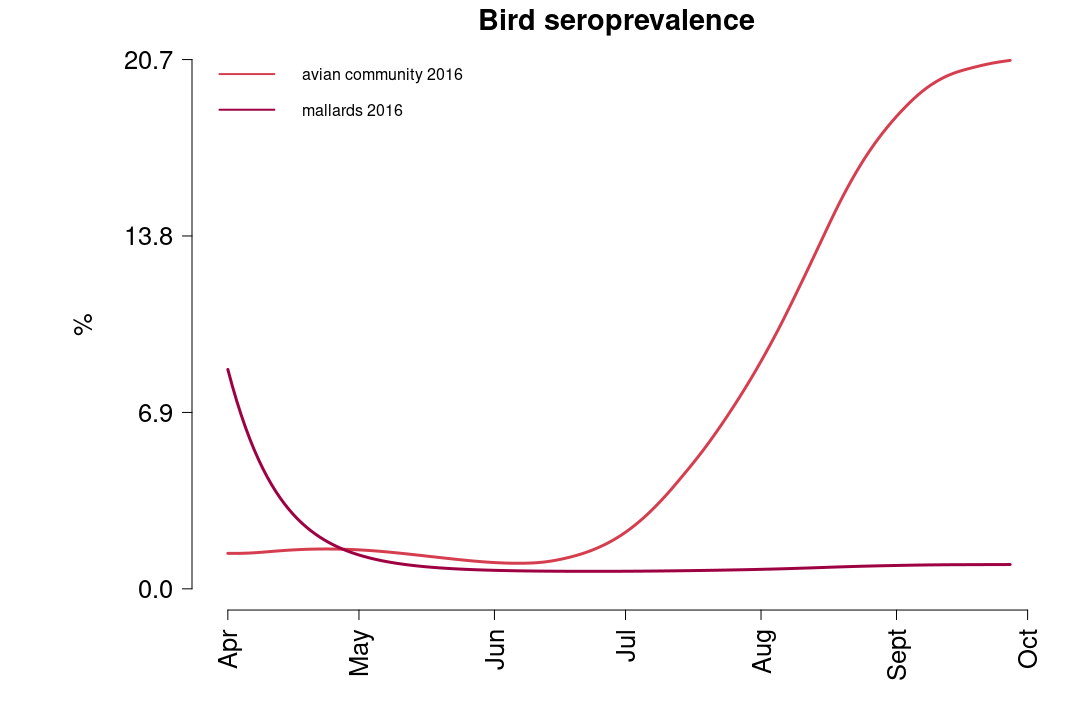 Bird seroprevalence
20.7
avian community 2016
mallards 2016
13.8
%
6.9
0.0
Apr
May
Jun
Jul
Aug
Sept
Oct